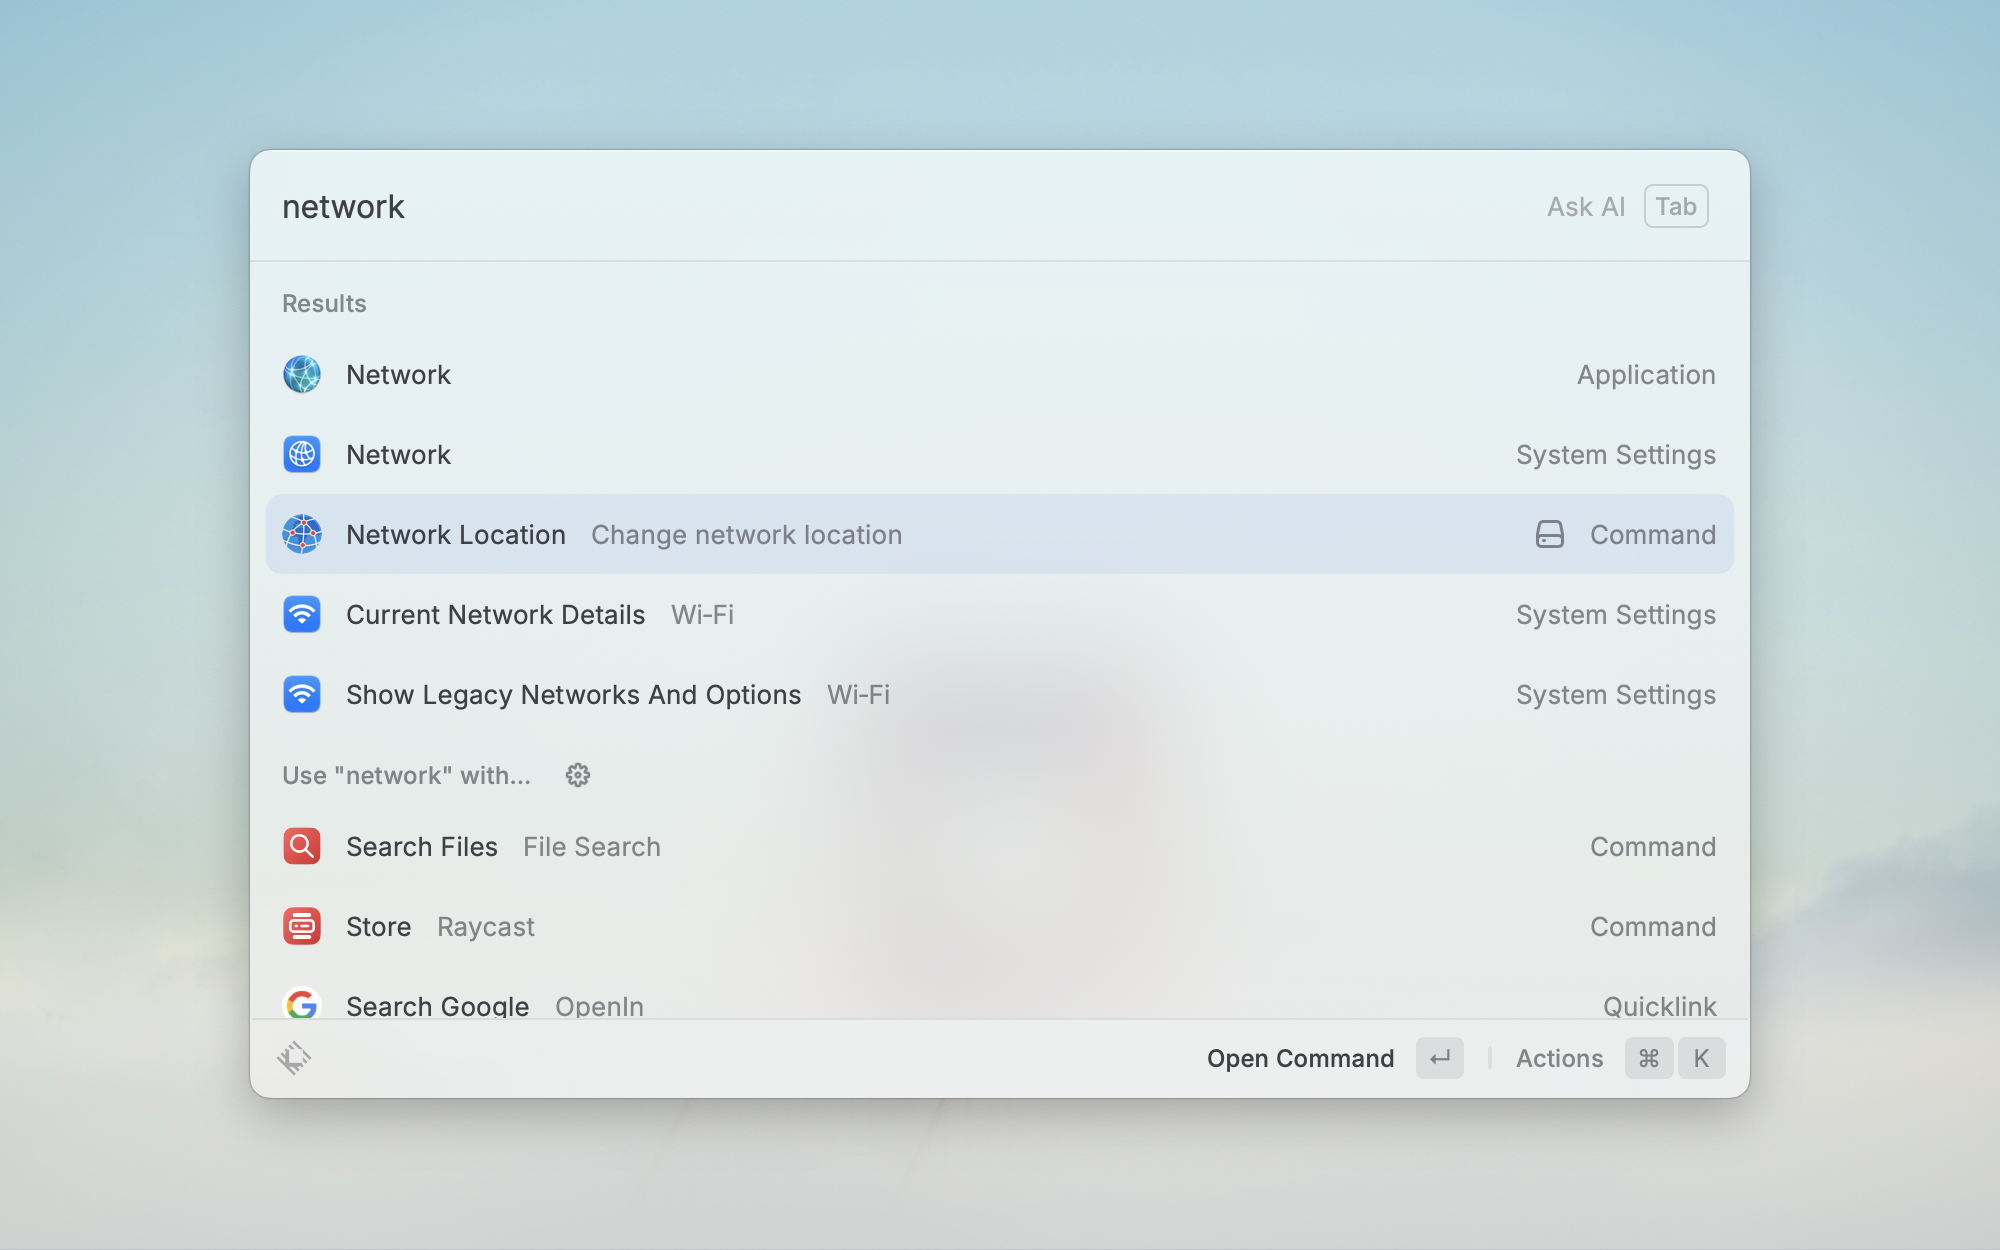 network Ask AI Tab
Results
Network Application
Network System Settings
Network Location Change network location Command
Current Network Details Wi-Fi System Settings
Show Legacy Networks And Options Wi-Fi System Settings
Use "network" with...
Search Files File Search Command
Store Raycast Command
Search Google OpenIn Quicklink
Open Command ↵ Actions ⌘ K